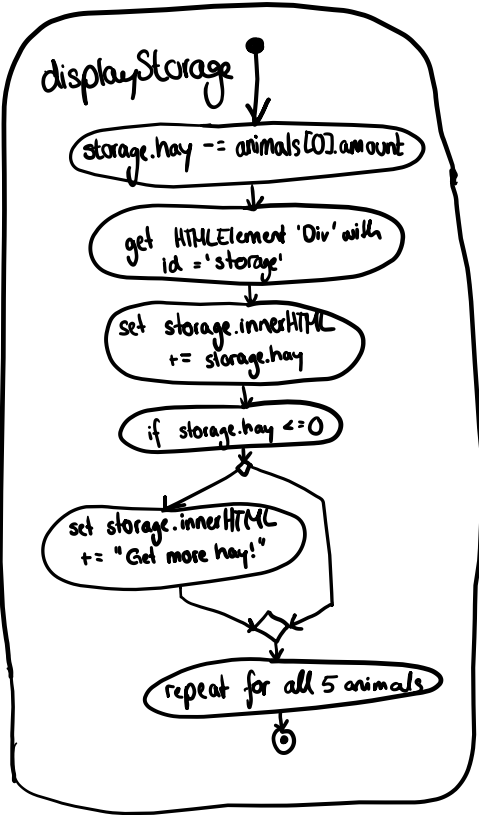 displayStorage
storage.hay -= animals[0].amount
get HTMLElement 'Div' with
id = 'storage'
set storage.innerHTML
+= storage.hay
if storage.hay <=0
set storage.innerHTML
+= "Get more hay!"
repeat for all 5 animals